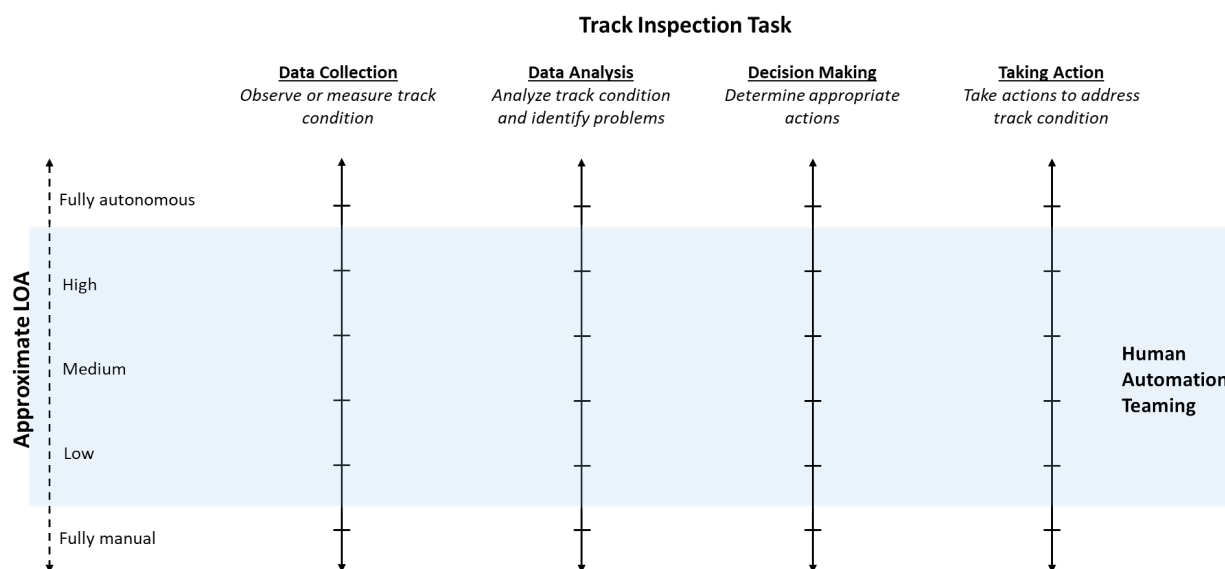 Track Inspection Task
Data Collection
Observe or measure track
condition
Data Analysis
Analyze track condition
and identify problems
Decision Making
Determine appropriate
actions
Taking Action
Take actions to address
track condition
Approximate LOA
Fully autonomous
High
Medium
Low
Fully manual
Human
Automation
Teaming